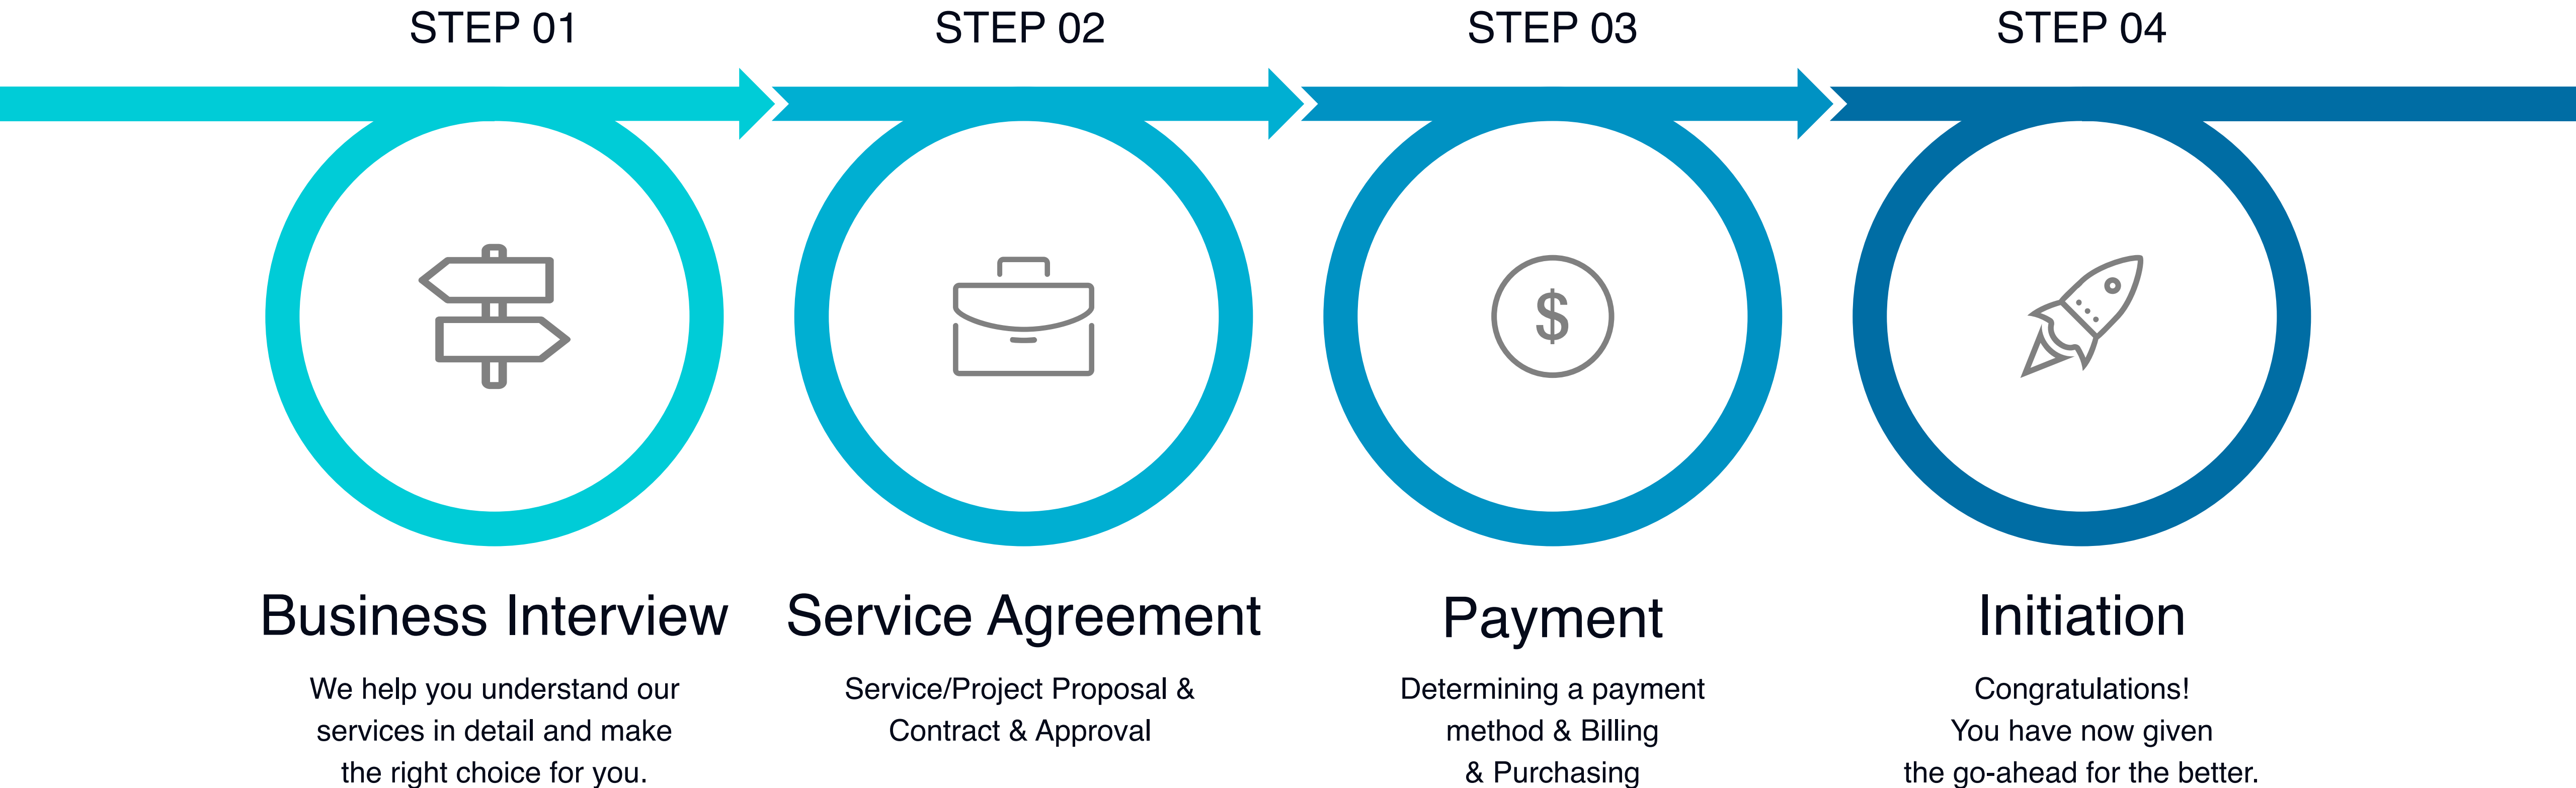 STEP 01
STEP 02
STEP 03
STEP 04
$
Business Interview
We help you understand our
services in detail and make
the right choice for you.
Service Agreement
Service/Project Proposal &
Contract & Approval
Payment
Determining a payment
method & Billing
& Purchasing
Initiation
Congratulations!
You have now given
the go-ahead for the better.